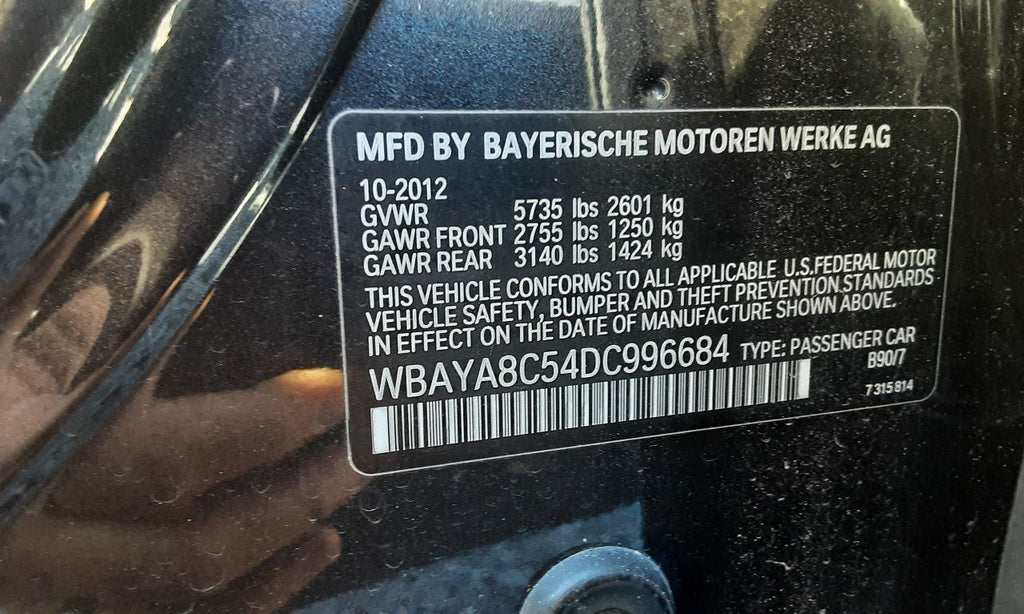 MFD BY BAYERISCHE MOTOREN WERKE AG
10-2012
GVWR 5735 lbs 2601 kg
GAWR FRONT 2755 lbs 1250 kg
GAWR REAR 3140 lbs 1424 kg
THIS VEHICLE CONFORMS TO ALL APPLICABLE U.S.FEDERAL MOTOR
VEHICLE SAFETY, BUMPER AND THEFT PREVENTION STANDARDS
IN EFFECT ON THE DATE OF MANUFACTURE SHOWN ABOVE.
WBAYA8C54DC996684 TYPE: PASSENGER CAR
B90/7
7 315 814